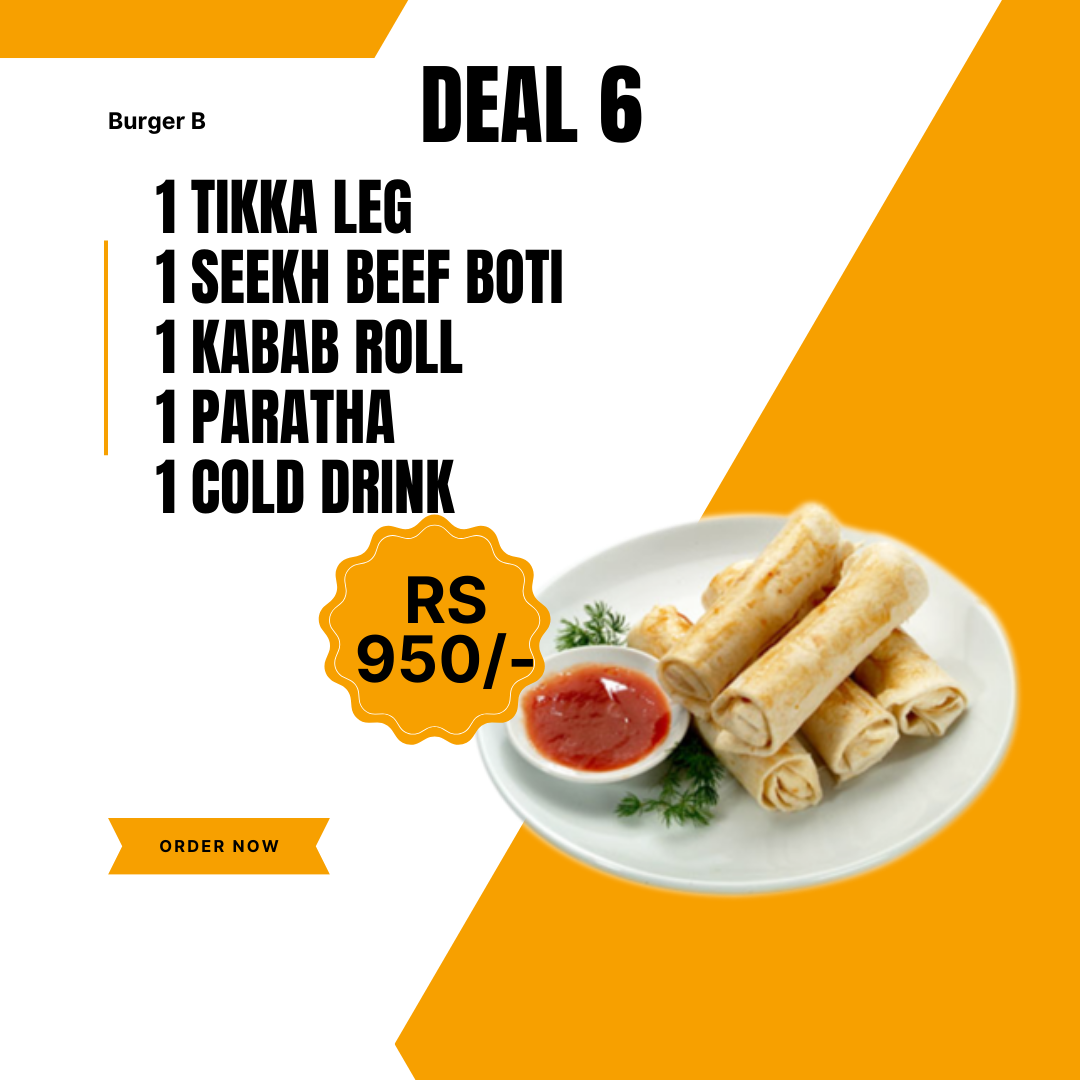 DEAL 6
Burger B
1 TIKKA LEG
1 SEEKH BEEF BOTI
1 KABAB ROLL
1 PARATHA
1 COLD DRINK
RS
950/-
ORDER NOW